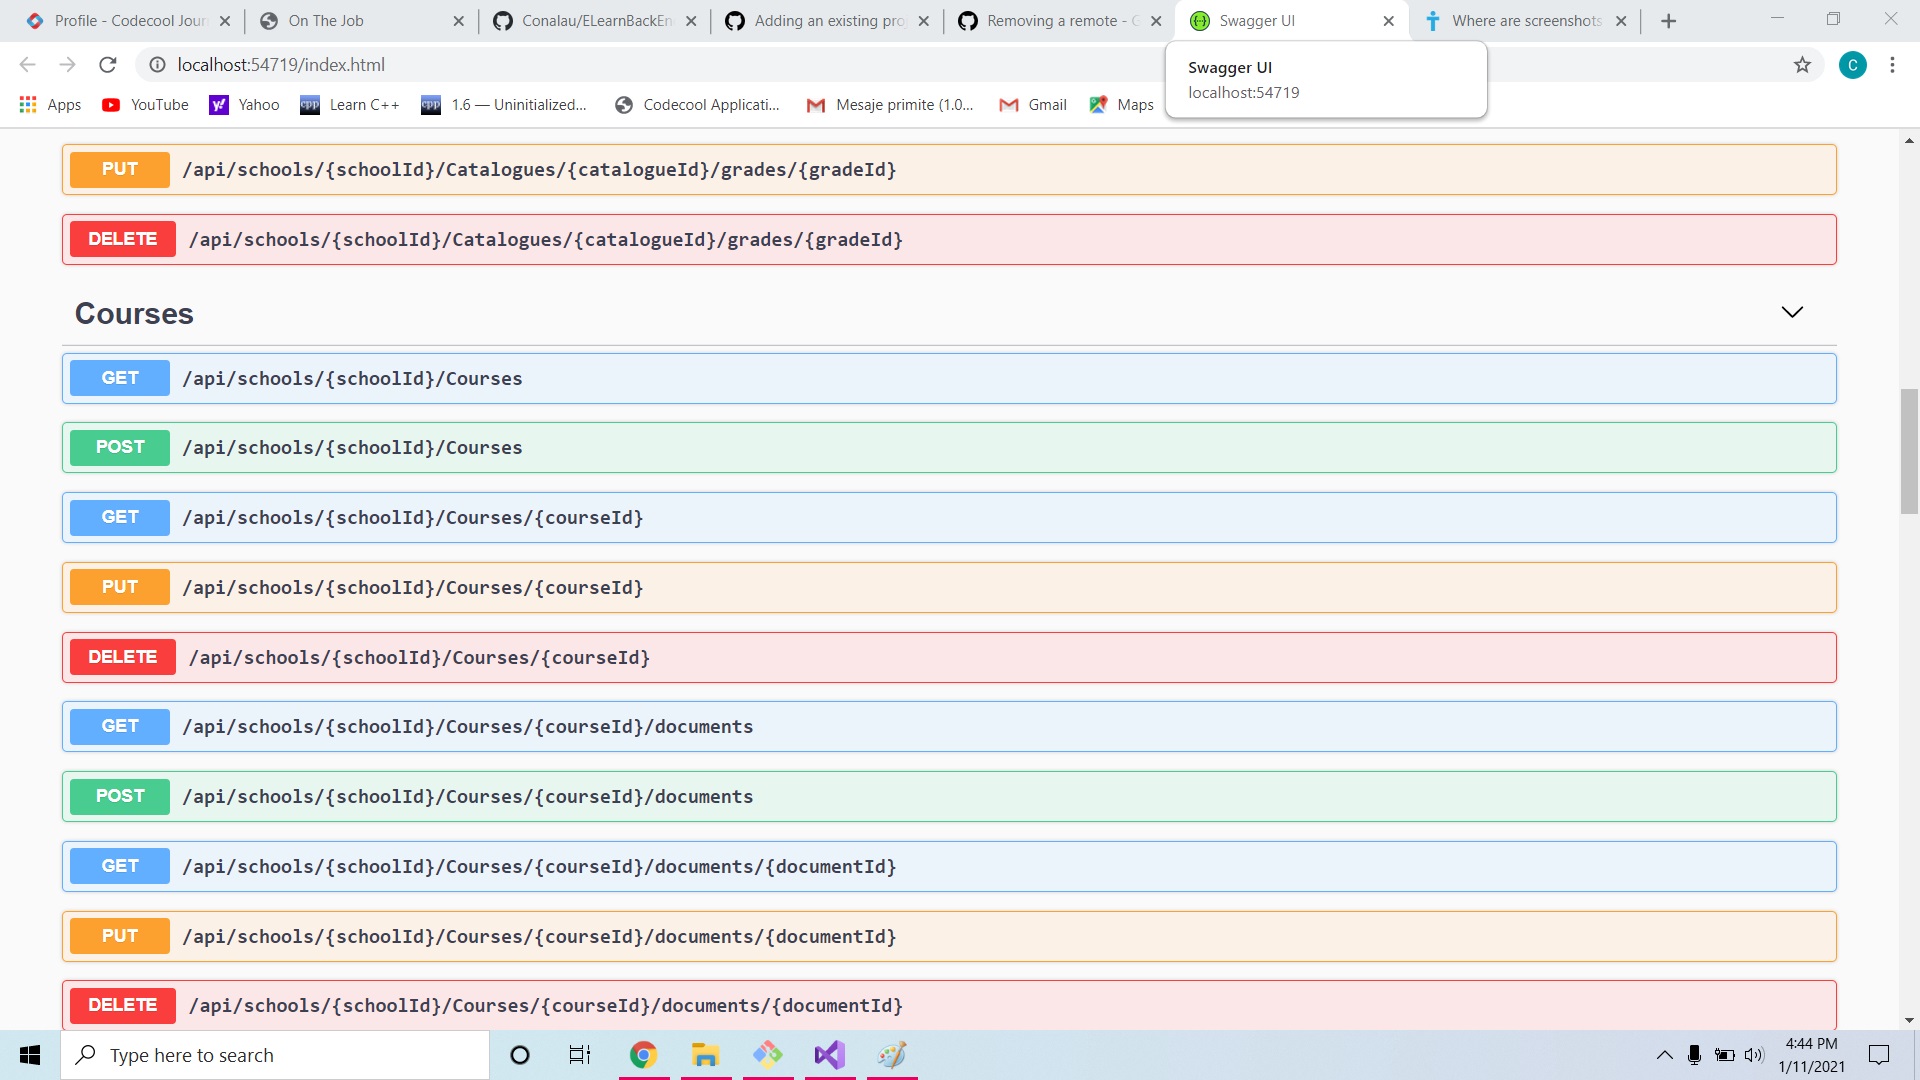 Profile - Codecool Jour
On The Job
Conalau/ELearnBackEn
Adding an existing pro
Removing a remote - G
Swagger UI
Where are screenshots
localhost:54719/index.html
Swagger UI
localhost:54719
C
Apps
YouTube
Yahoo
Learn C++
1.6 — Uninitialized...
Codecool Applicati...
Mesaje primite (1.0...
Gmail
Maps
PUT /api/schools/{schoolId}/Catalogues/{catalogueId}/grades/{gradeId}
DELETE /api/schools/{schoolId}/Catalogues/{catalogueId}/grades/{gradeId}
Courses
GET /api/schools/{schoolId}/Courses
POST /api/schools/{schoolId}/Courses
GET /api/schools/{schoolId}/Courses/{courseId}
PUT /api/schools/{schoolId}/Courses/{courseId}
DELETE /api/schools/{schoolId}/Courses/{courseId}
GET /api/schools/{schoolId}/Courses/{courseId}/documents
POST /api/schools/{schoolId}/Courses/{courseId}/documents
GET /api/schools/{schoolId}/Courses/{courseId}/documents/{documentId}
PUT /api/schools/{schoolId}/Courses/{courseId}/documents/{documentId}
DELETE /api/schools/{schoolId}/Courses/{courseId}/documents/{documentId}
Type here to search
4:44 PM
1/11/2021